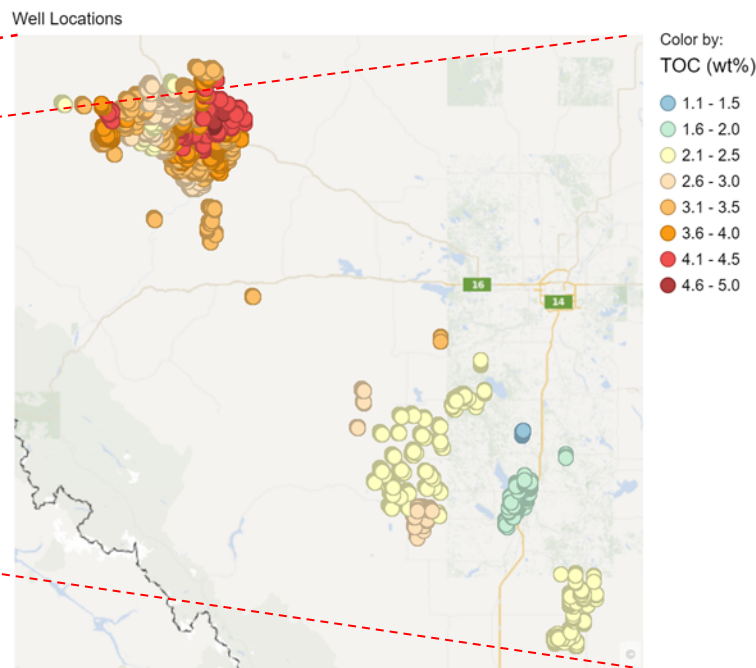 Well Locations
Color by:
TOC (wt%)
1.1 - 1.5
1.6 - 2.0
2.1 - 2.5
2.6 - 3.0
3.1 - 3.5
3.6 - 4.0
4.1 - 4.5
4.6 - 5.0
16
14
©